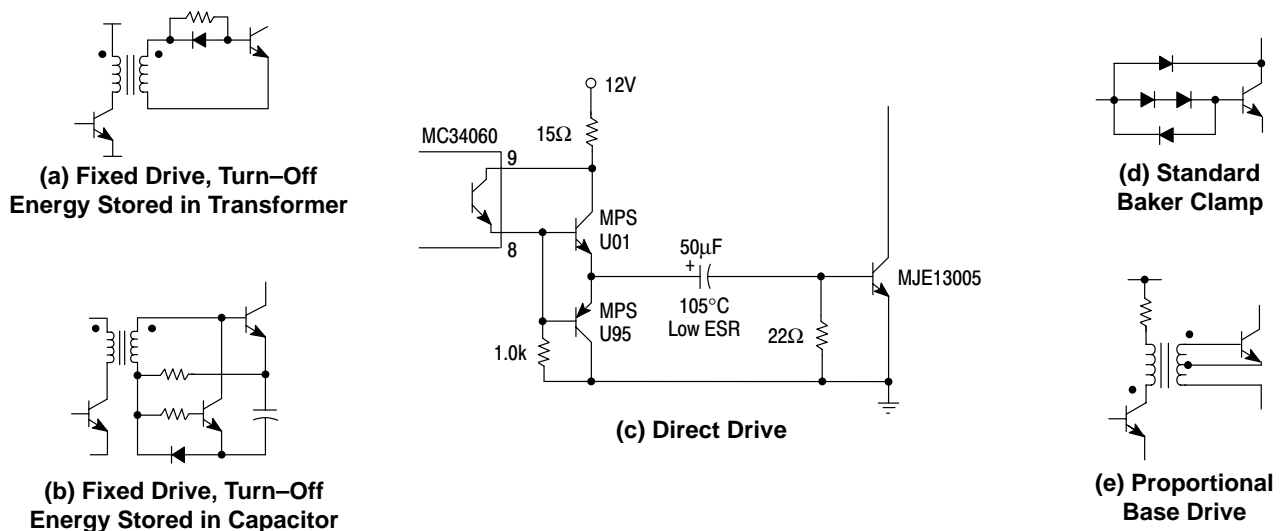 (a) Fixed Drive, Turn–Off
Energy Stored in Transformer
(b) Fixed Drive, Turn–Off
Energy Stored in Capacitor
12V
15Ω
MC34060
9
8
MPS
U01
MPS
U95
1.0k
50μF
+
105°C
Low ESR
22Ω
MJE13005
(c) Direct Drive
(d) Standard
Baker Clamp
(e) Proportional
Base Drive